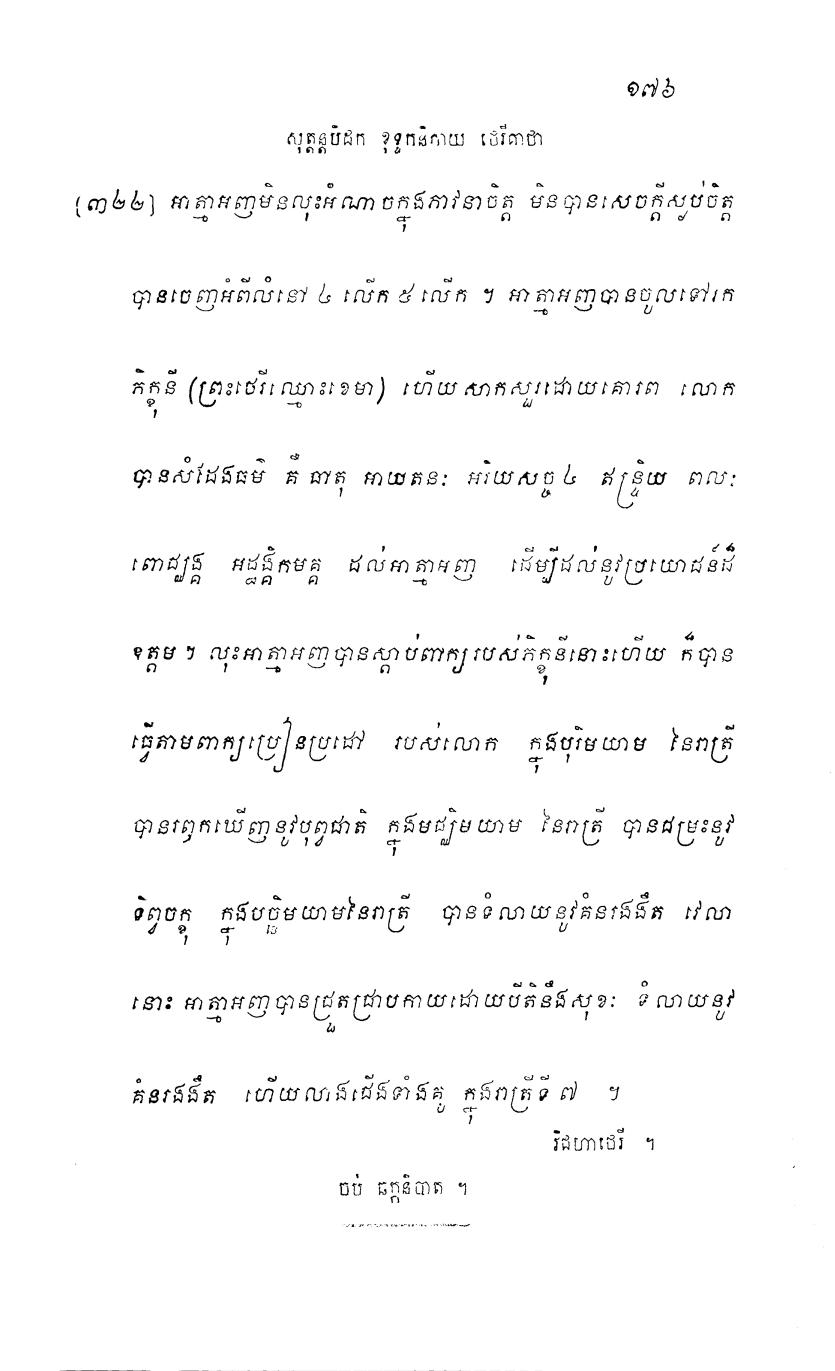 ១៧៦
សុត្តន្តបិដក ខុទ្ទកនិកាយ ថេរីគាថា
[៣៤៤] អាត្មាអញមិនលុះអំណាចក្នុងភាវនាចិត្ត មិនបានសេចក្តីស្ងប់ចិត្ត
បានចេញអំពីលំនៅ ៤ លើក ៥ លើក ។ អាត្មាអញបានចូលទៅរក
ភិក្ខុនី (ព្រះថេរីឈ្មោះខេមា) ហើយសាកសួរដោយគោរព លោក
បានសំដែងធម៌ គឺ ធាតុ អាយតនៈ អរិយសច្ច ៤ ឥន្ទ្រិយ ពលៈ
ពោជ្ឈង្គ អដ្ឋង្គិកមគ្គ ដល់អាត្មាអញ ដើម្បីដល់នូវប្រយោជន៍ដ៏
ឧត្តម ។ លុះអាត្មាអញបានស្តាប់ពាក្យរបស់ភិក្ខុនីនោះហើយ ក៏បាន
ធ្វើតាមពាក្យប្រៀនប្រដៅ របស់លោក ក្នុងបុរិមយាម នៃរាត្រី
បានរឭកឃើញនូវបុព្វជាតិ ក្នុងមជ្ឈិមយាម នៃរាត្រី បានជម្រះនូវ
ទិព្វចក្ខុ ក្នុងបច្ឆិមយាមនៃរាត្រី បានទំលាយនូវគំនរងងឹត វេលា
នោះ អាត្មាអញបានជ្រួតជ្រាបកាយដោយបីតិនឹងសុខៈ ទំលាយនូវ
គំនរងងឹត ហើយលាងជើងទាំងគូ ក្នុងរាត្រីទី ៧ ។
វិជហាថេរី ។
ចប់ ឆក្កនិបាត ។